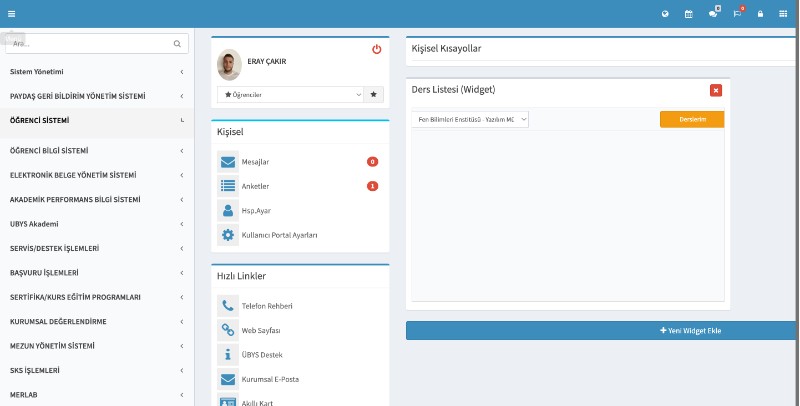 0
0
Ara...
Sistem Yönetimi
PAYDAŞ GERİ BİLDİRİM YÖNETİM SİSTEMİ
ÖĞRENCİ SİSTEMİ
ÖĞRENCİ BİLGİ SİSTEMİ
ELEKTRONİK BELGE YÖNETİM SİSTEMİ
AKADEMİK PERFORMANS BİLGİ SİSTEMİ
UBYS Akademi
SERVİS/DESTEK İŞLEMLERİ
BAŞVURU İŞLEMLERİ
SERTİFİKA/KURS EĞİTİM PROGRAMLARI
KURUMSAL DEĞERLENDİRME
MEZUN YÖNETİM SİSTEMİ
SKS İŞLEMLERİ
MERLAB
ERAY ÇAKIR
Öğrenciler
Kişisel
Mesajlar 0
Anketler 1
Hsp.Ayar
Kullanıcı Portal Ayarları
Hızlı Linkler
Telefon Rehberi
Web Sayfası
ÜBYS Destek
Kurumsal E-Posta
Akıllı Kart
Kişisel Kısayollar
Ders Listesi (Widget)
Fen Bilimleri Enstitüsü - Yazılım
Derslerim
Yeni Widget Ekle